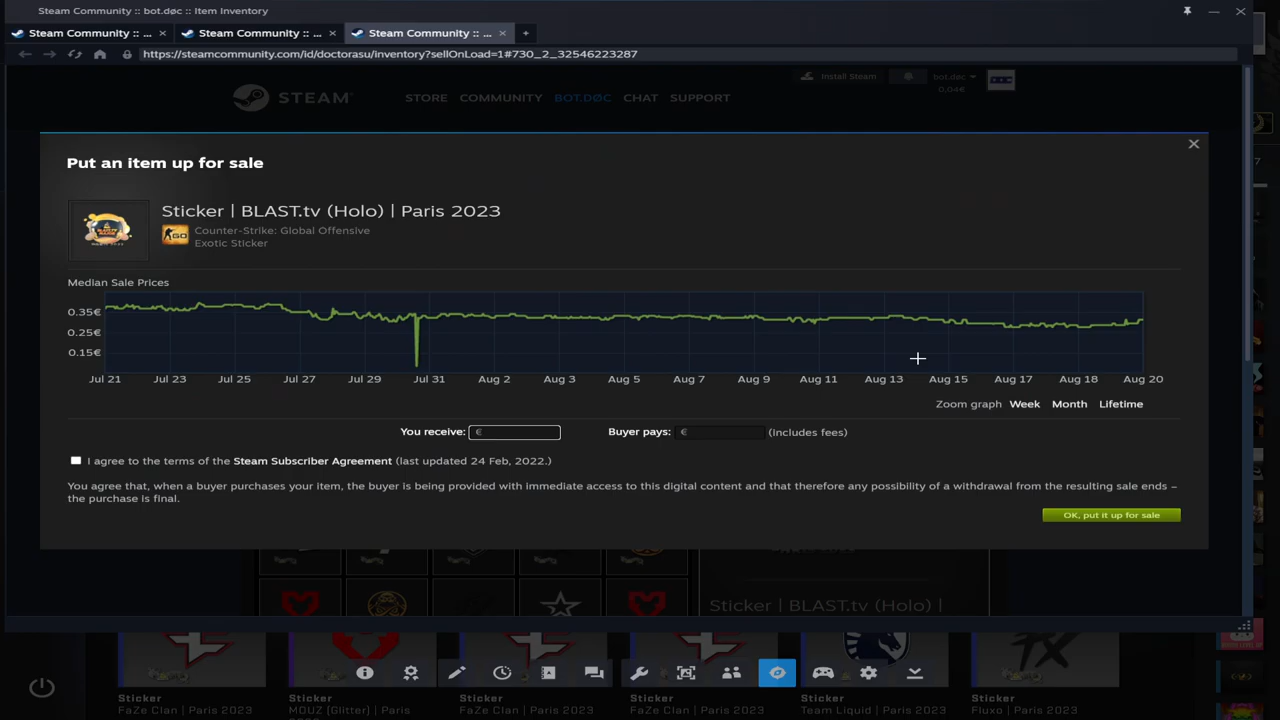 Steam Community :: bot.døc :: Item Inventory
Steam Community :: ...
Steam Community :: ...
Steam Community :: ...
https://steamcommunity.com/id/doctorasu/inventory?sellOnLoad=1#730_2_32546223287
Install Steam
bot.døc
0,04€
STEAM
STORE COMMUNITY BOT.DØC CHAT SUPPORT
Put an item up for sale
Sticker | BLAST.tv (Holo) | Paris 2023
Counter-Strike: Global Offensive
Exotic Sticker
Median Sale Prices
0.35€
0.25€
0.15€
Jul 21 Jul 23 Jul 25 Jul 27 Jul 29 Jul 31 Aug 2 Aug 3 Aug 5 Aug 7 Aug 9 Aug 11 Aug 13 Aug 15 Aug 17 Aug 18 Aug 20
Zoom graph Week Month Lifetime
You receive: € Buyer pays: € (Includes fees)
I agree to the terms of the Steam Subscriber Agreement (last updated 24 Feb, 2022.)
You agree that, when a buyer purchases your item, the buyer is being provided with immediate access to this digital content and that therefore any possibility of a withdrawal from the resulting sale ends –
the purchase is final.
OK, put it up for sale
Sticker | BLAST.tv (Holo) |
Sticker Sticker Sticker Sticker Sticker Sticker
FaZe Clan | Paris 2023 MOUZ (Glitter) | Paris FaZe Clan | Paris 2023 FaZe Clan | Paris 2023 Team Liquid | Paris 2023 Fluxo | Paris 2023